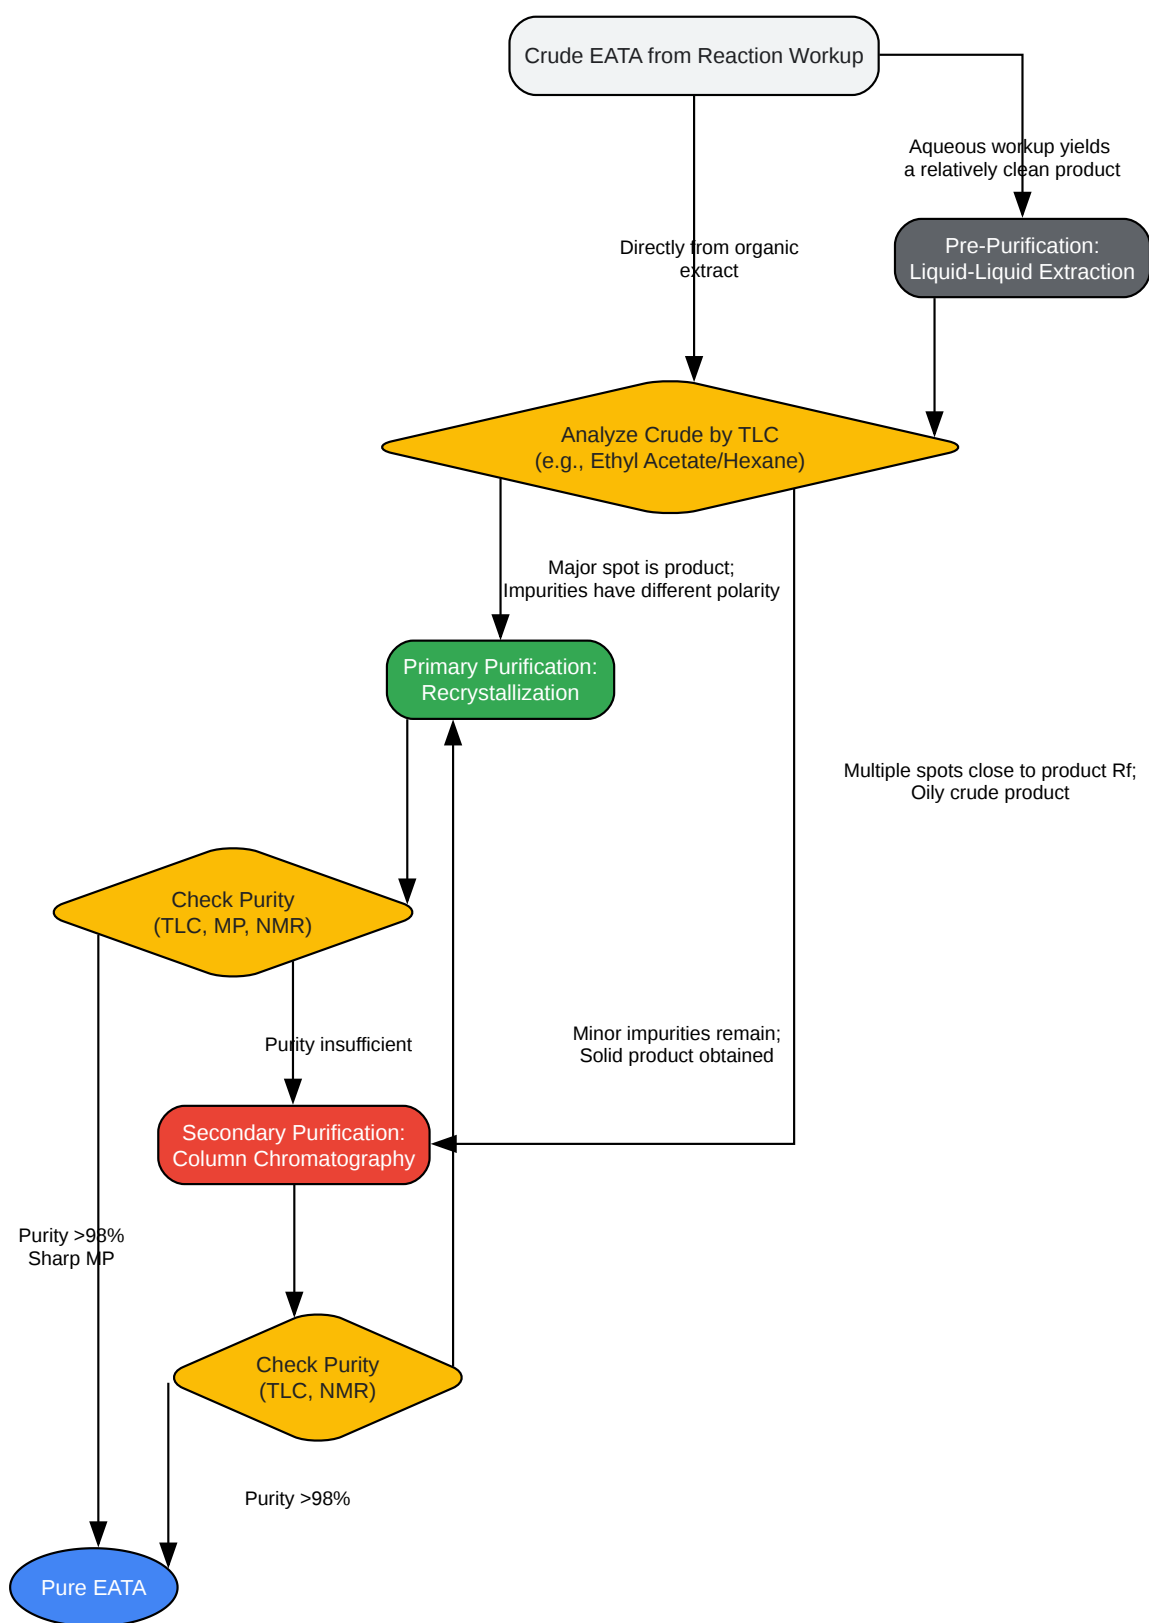 Crude EATA from Reaction Workup
Aqueous workup yields
a relatively clean product
Directly from organic
extract
Pre-Purification:
Liquid-Liquid Extraction
Analyze Crude by TLC
(e.g., Ethyl Acetate/Hexane)
Major spot is product;
Impurities have different polarity
Primary Purification:
Recrystallization
Multiple spots close to product Rf;
Oily crude product
Check Purity
(TLC, MP, NMR)
Purity insufficient
Minor impurities remain;
Solid product obtained
Secondary Purification:
Column Chromatography
Purity >98%
Sharp MP
Check Purity
(TLC, NMR)
Purity >98%
Pure EATA